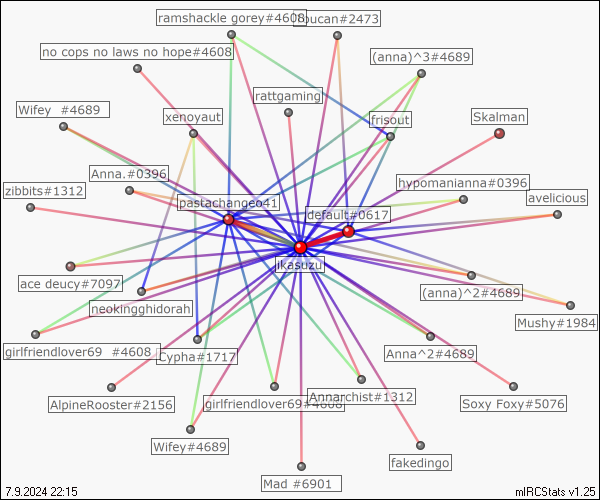 ramshackle gorey#4608
toucan#2473
no cops no laws no hope#4608
(anna)^3#4689
rattgaming
Wifey #4689
xenoyaut
frisout
Skalman
Anna.#0396
hypomanianna#0396
zibbits#1312
pastachangeo41
default#0617
avelicious
ikasuzu
ace deucy#7097
(anna)^2#4689
neokingghidorah
Mushy#1984
girlfriendlover69 #4608
Cypha#1717
Anna^2#4689
AlpineRooster#2156
girlfriendlover69#4608
Annarchist#1312
Soxy Foxy#5076
Wifey#4689
fakedingo
Mad #6901
7.9.2024 22:15
mIRCStats v1.25